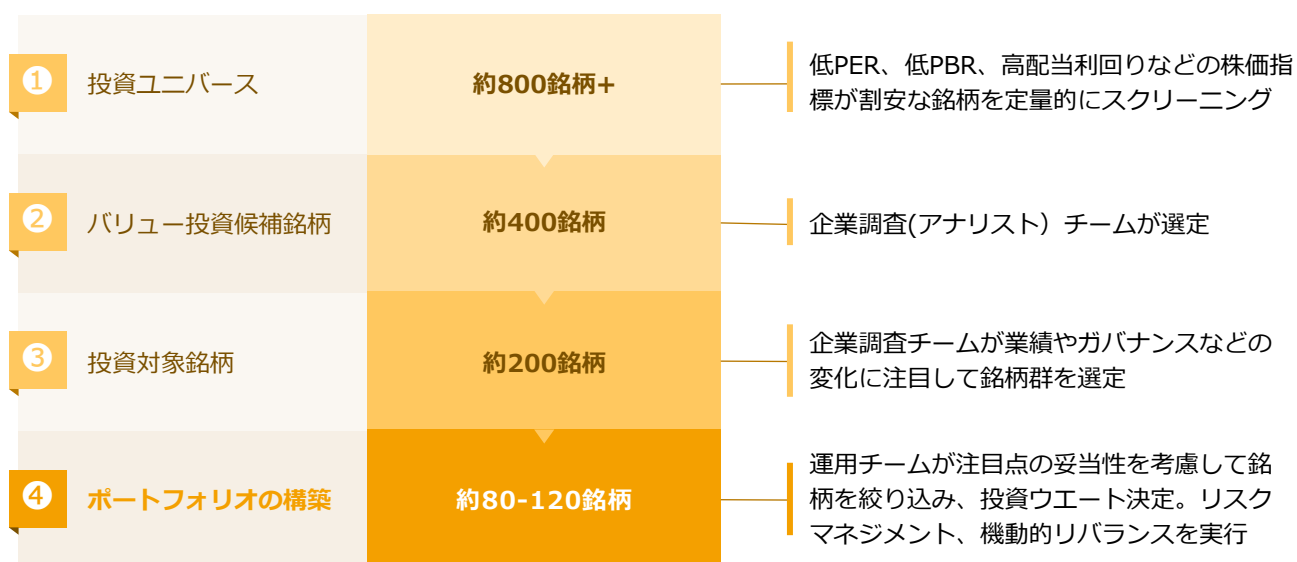 ❶
投資ユニバース
約800銘柄+
低PER、低PBR、高配当利回りなどの株価指
標が割安な銘柄を定量的にスクリーニング
❷
バリュー投資候補銘柄
約400銘柄
企業調査(アナリスト）チームが選定
❸
投資対象銘柄
約200銘柄
企業調査チームが業績やガバナンスなどの
変化に注目して銘柄群を選定
❹
ポートフォリオの構築
約80-120銘柄
運用チームが注目点の妥当性を考慮して銘
柄を絞り込み、投資ウエート決定。リスク
マネジメント、機動的リバランスを実行